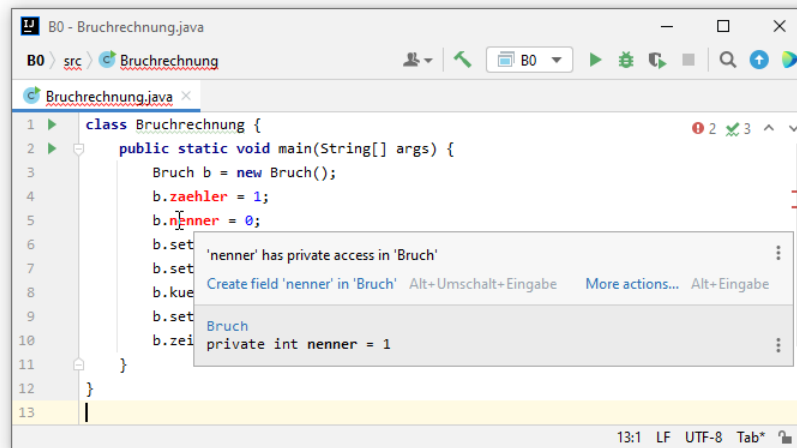 B0 - Bruchrechnung.java
B0 src Bruchrechnung B0
Bruchrechnung.java
1 class Bruchrechnung { 2 3
2 public static void main(String[] args) {
3 Bruch b = new Bruch();
4 b.zaehler = 1;
5 b.nenner = 0;
6 b.set
7 b.set
8 b.kue
9 b.set
10 b.zei
11 }
12 }
13
'nenner' has private access in 'Bruch'
Create field 'nenner' in 'Bruch' Alt+Umschalt+Eingabe More actions... Alt+Eingabe
Bruch
private int nenner = 1
13:1 LF UTF-8 Tab*